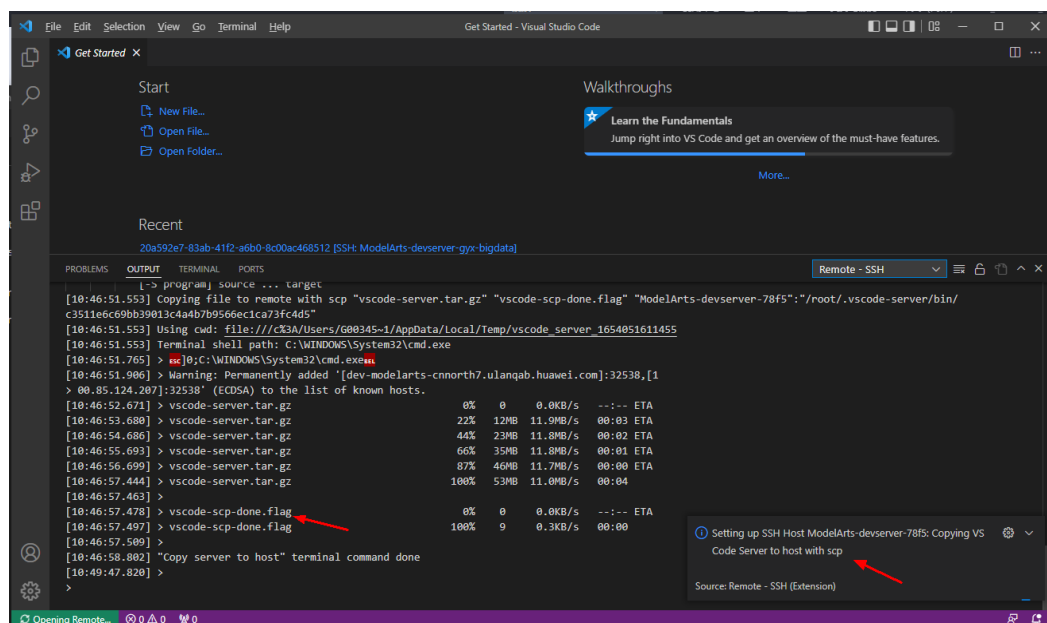 File Edit Selection View Go Terminal Help Get Started - Visual Studio Code
Get Started
Start
New File...
Open File...
Open Folder...
Walkthroughs
Learn the Fundamentals
Jump right into VS Code and get an overview of the must-have features.
More...
Recent
20a592e7-83ab-41f2-a6b0-8c00ac468512 [SSH: ModelArts-devserver-gyx-bigdata]
PROBLEMS OUTPUT TERMINAL PORTS Remote - SSH
[-S program] source ... target
[10:46:51.553] Copying file to remote with scp "vscode-server.tar.gz" "vscode-scp-done.flag" "ModelArts-devserver-78f5":"/root/.vscode-server/bin/
c3511e6c69bb39013c4a4b7b9566ec1ca73fc4d5"
[10:46:51.553] Using cwd: file:///c%3A/Users/G00345~1/AppData/Local/Temp/vscode_server_1654051611455
[10:46:51.553] Terminal shell path: C:\WINDOWS\System32\cmd.exe
[10:46:51.765] > ESC]0;C:\WINDOWS\System32\cmd.exeBEL
[10:46:51.906] > Warning: Permanently added '[dev-modelarts-cnnorth7.ulanqab.huawei.com]:32538,[1
> 00.85.124.207]:32538' (ECDSA) to the list of known hosts.
[10:46:52.671] > vscode-server.tar.gz 0% 0 0.0KB/s --:-- ETA
[10:46:53.680] > vscode-server.tar.gz 22% 12MB 11.9MB/s 00:03 ETA
[10:46:54.686] > vscode-server.tar.gz 44% 23MB 11.8MB/s 00:02 ETA
[10:46:55.693] > vscode-server.tar.gz 66% 35MB 11.8MB/s 00:01 ETA
[10:46:56.699] > vscode-server.tar.gz 87% 46MB 11.7MB/s 00:00 ETA
[10:46:57.444] > vscode-server.tar.gz 100% 53MB 11.0MB/s 00:04
[10:46:57.463] >
[10:46:57.478] > vscode-scp-done.flag 0% 0 0.0KB/s --:-- ETA
[10:46:57.497] > vscode-scp-done.flag 100% 9 0.3KB/s 00:00
[10:46:57.509] >
[10:46:58.802] "Copy server to host" terminal command done
[10:49:47.820] >
>
Setting up SSH Host ModelArts-devserver-78f5: Copying VS
Code Server to host with scp
Source: Remote - SSH (Extension)
Opening Remote... 0 0 0